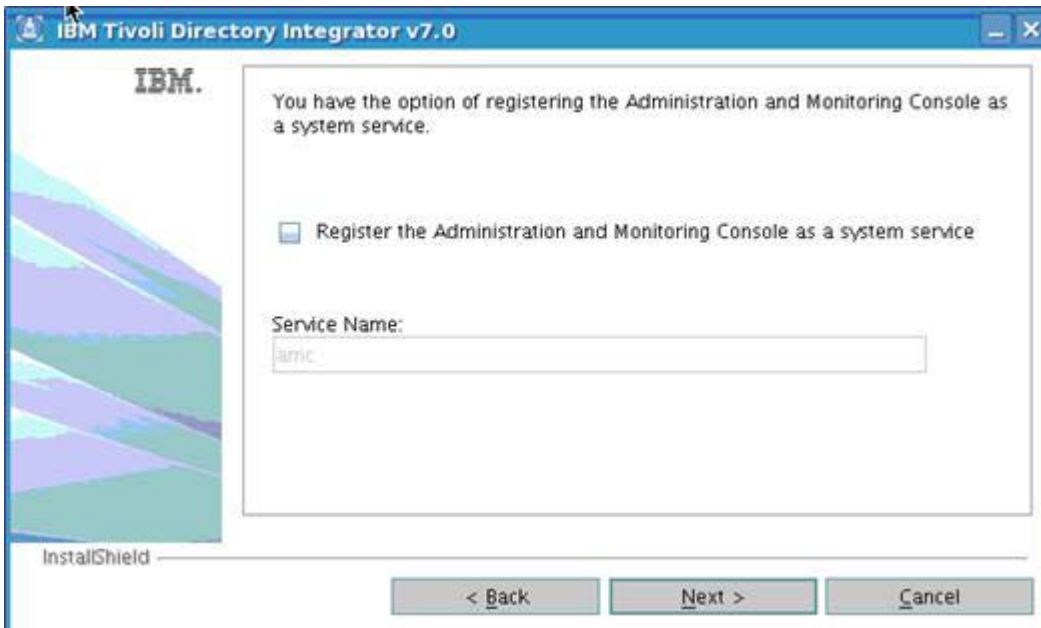 IBM Tivoli Directory Integrator v7.0
IBM.
You have the option of registering the Administration and Monitoring Console as
a system service.
Register the Administration and Monitoring Console as a system service
Service Name:
amc
InstallShield
< Back
Next >
Cancel